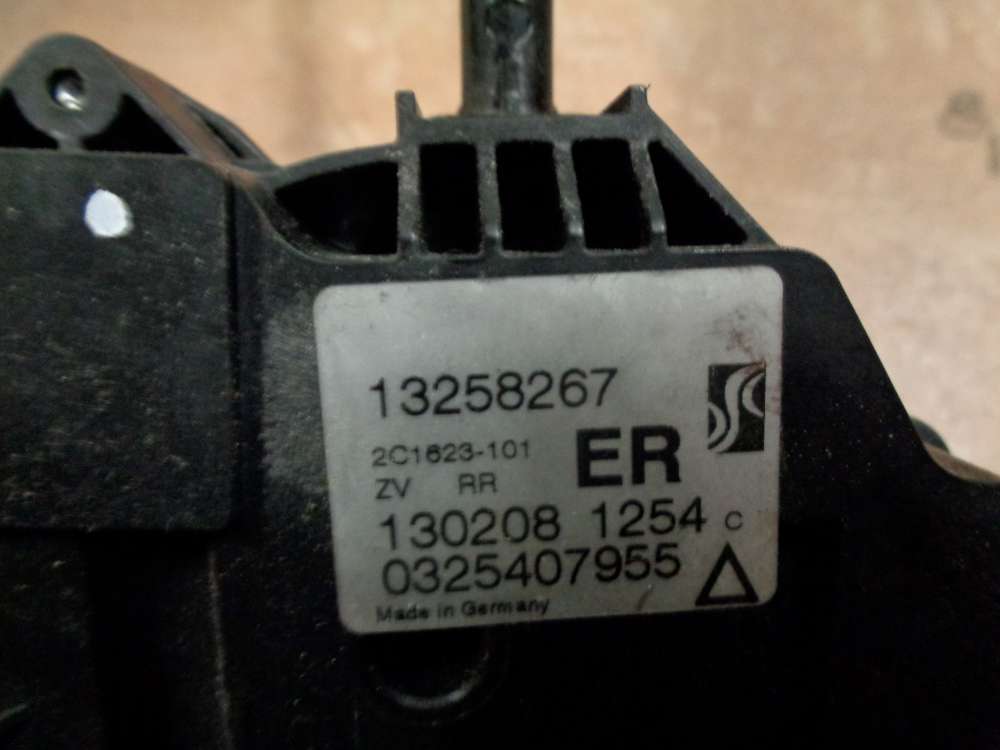 13258267
2C1623-101
ER
ZV RR
130208 1254 C
0325407955
Made in Germany